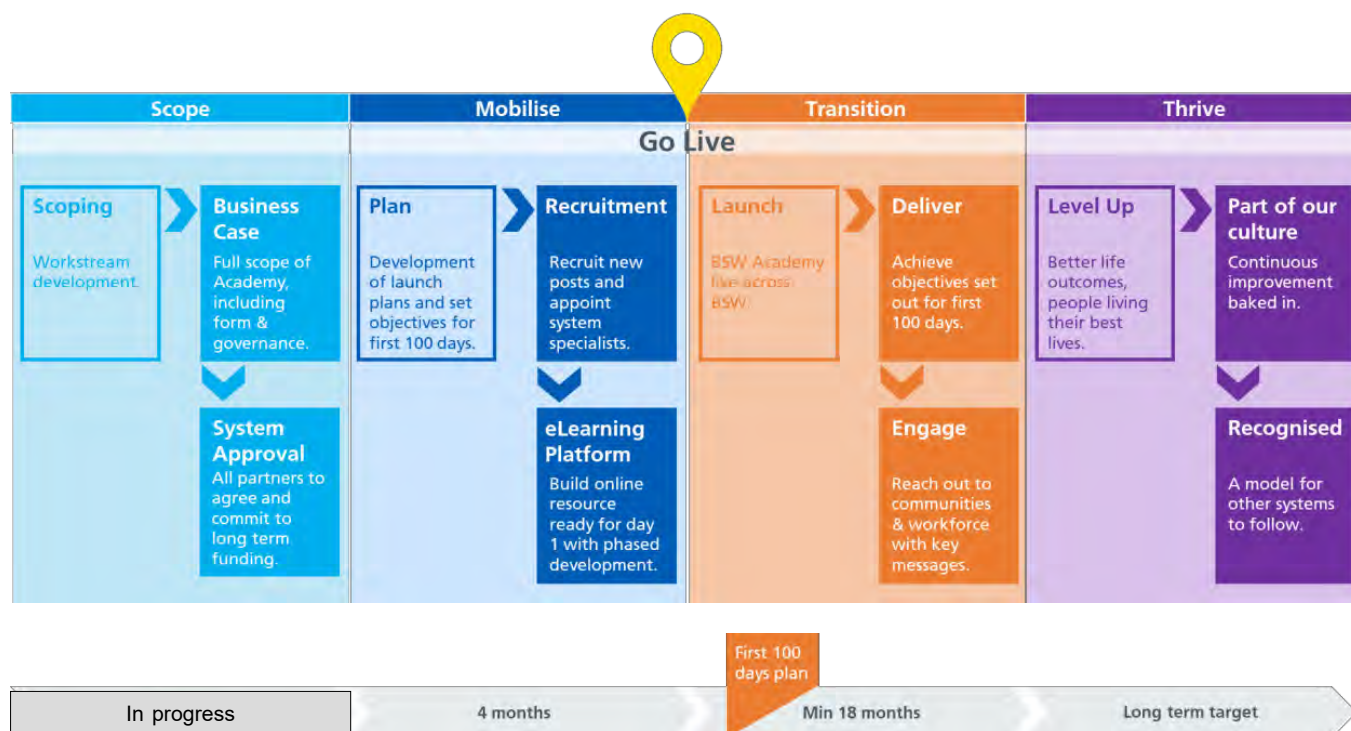 Scope
Mobilise
Transition
Thrive
Go Live
Scoping
Workstream
development.
Business
Case
Full scope of
Academy,
including
form &
governance.
System
Approval
All partners to
agree and
commit to
long term
funding.
Plan
Development
of launch
plans and set
objectives for
first 100 days.
Recruitment
Recruit new
posts and
appoint
system
specialists.
eLearning
Platform
Build online
resource
ready for day
1 with phased
development.
Launch
BSW Academy
live across
BSW.
Deliver
Achieve
objectives set
out for first
100 days.
Engage
Reach out to
communities
& workforce
with key
messages.
Level Up
Better life
outcomes,
people living
their best
lives.
Part of our
culture
Continuous
improvement
baked in.
Recognised
A model for
other systems
to follow.
First 100
days plan
In progress
4 months
Min 18 months
Long term target